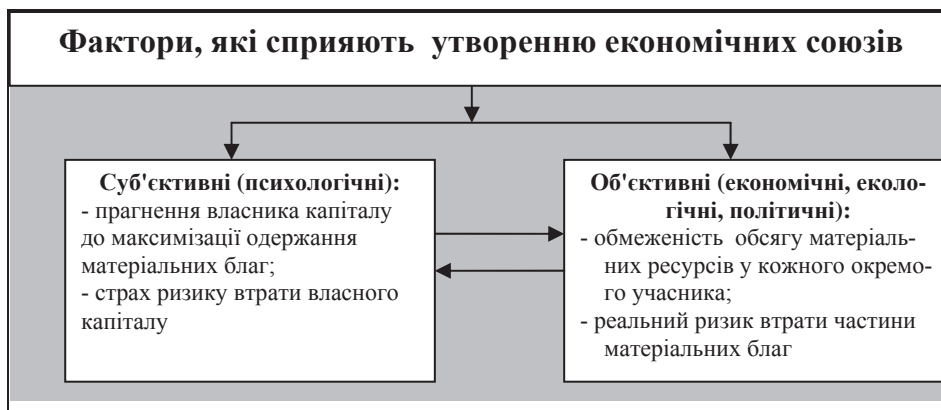 Фактори, які сприяють утворенню економічних союзів
Суб'єктивні (психологічні):
- прагнення власника капіталу
до максимізації одержання
матеріальних благ;
- страх ризику втрати власного
капіталу
Об'єктивні (економічні, еколо-
гічні, політичні):
- обмеженість обсягу матеріаль-
них ресурсів у кожного окремо-
го учасника;
- реальний ризик втрати частини
матеріальних благ